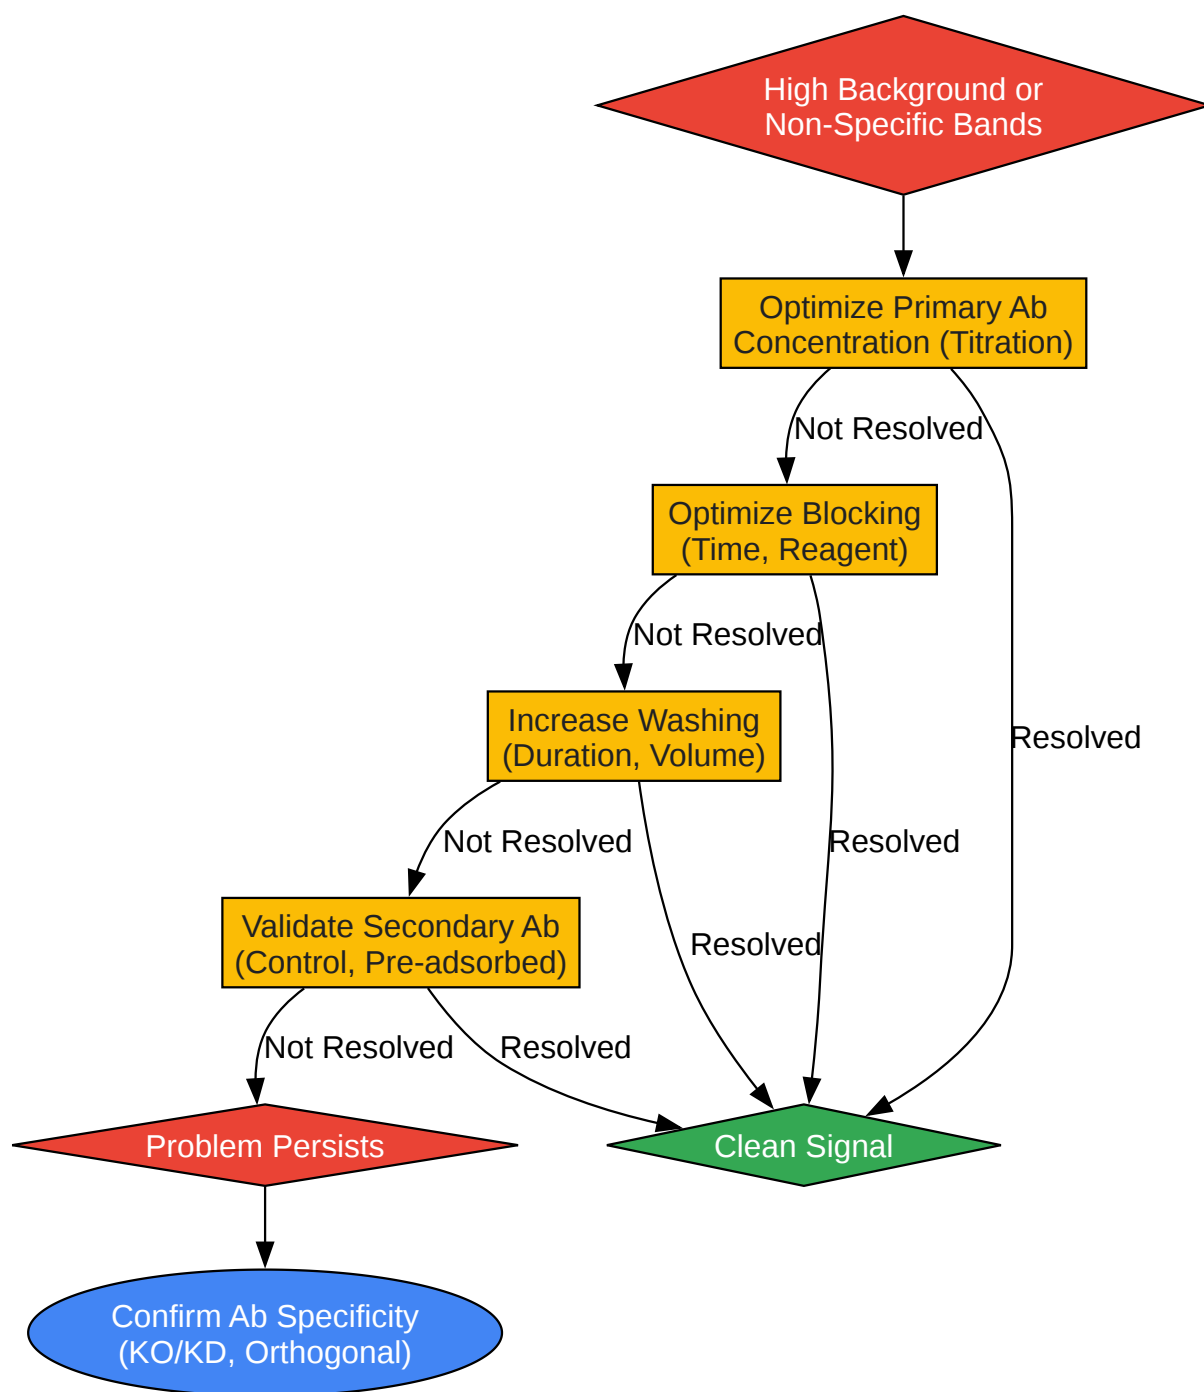 High Background or
Non-Specific Bands
Optimize Primary Ab
Concentration (Titration)
Not Resolved
Optimize Blocking
(Time, Reagent)
Not Resolved
Increase Washing
(Duration, Volume)
Resolved
Not Resolved
Resolved
Validate Secondary Ab
(Control, Pre-adsorbed)
Resolved
Not Resolved
Resolved
Problem Persists
Clean Signal
Confirm Ab Specificity
(KO/KD, Orthogonal)